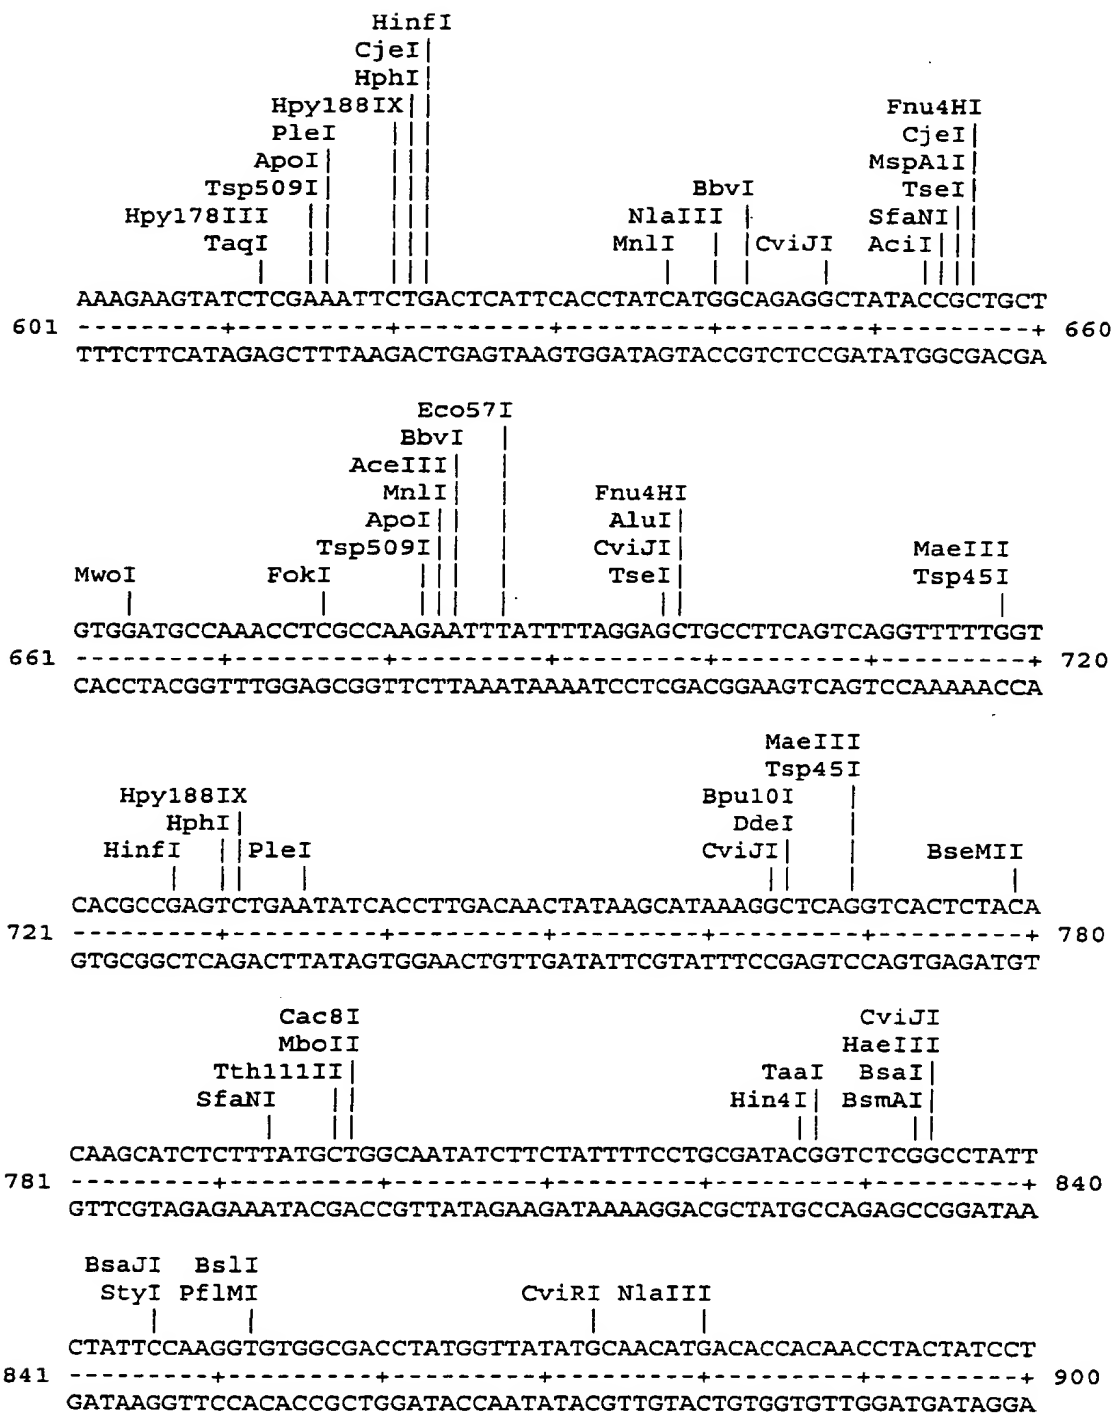 HinfI
CjeI
HphI
Hpy188IX Fnu4HI
PleI CjeI
ApoI MspA1I
Tsp509I BbvI TseI
Hpy178III NlaIII SfaNI
TaqI MnlI CviJI AciI
AAAGAAGTATCTCGAAATTCTGACTCATTCACCTATCATGGCAGAGGCTATACCGCTGCT
601 ---------+---------+---------+---------+---------+---------+ 660
TTTCTTCATAGAGCTTTAAGACTGAGTAAGTGGATAGTACCGTCTCCGATATGGCGACGA
Eco57I
BbvI
AceIII
MnlI Fnu4HI
ApoI AluI
Tsp509I CviJI MaeIII
MwoI FokI TseI Tsp45I
GTGGATGCCAAACCTCGCCAAGAATTTATTTTAGGAGCTGCCTTCAGTCAGGTTTTTGGT
661 ---------+---------+---------+---------+---------+---------+ 720
CACCTACGGTTTGGAGCGGTTCTTAAATAAAATCCTCGACGGAAGTCAGTCCAAAAACCA
MaeIII
Tsp45I
Hpy188IX Bpu10I
HphI DdeI
HinfI PleI CviJI BseMII
CACGCCGAGTCTGAATATCACCTTGACAACTATAAGCATAAAGGCTCAGGTCACTCTACA
721 ---------+---------+---------+---------+---------+---------+ 780
GTGCGGCTCAGACTTATAGTGGAACTGTTGATATTCGTATTTCCGAGTCCAGTGAGATGT
Cac8I CviJI
MboII HaeIII
Tth111II TaaI BsaI
SfaNI Hin4I BsmAI
CAAGCATCTCTTTATGCTGGCAATATCTTCTATTTTCCTGCGATACGGTCTCGGCCTATT
781 ---------+---------+---------+---------+---------+---------+ 840
GTTCGTAGAGAAATACGACCGTTATAGAAGATAAAAGGACGCTATGCCAGAGCCGGATAA
BsaJI BslI
StyI PflMI CviRI NlaIII
CTATTCCAAGGTGTGGCGACCTATGGTTATATGCAACATGACACCACAACCTACTATCCT
841 ---------+---------+---------+---------+---------+---------+ 900
GATAAGGTTCCACACCGCTGGATACCAATATACGTTGTACTGTGGTGTTGGATGATAGGA